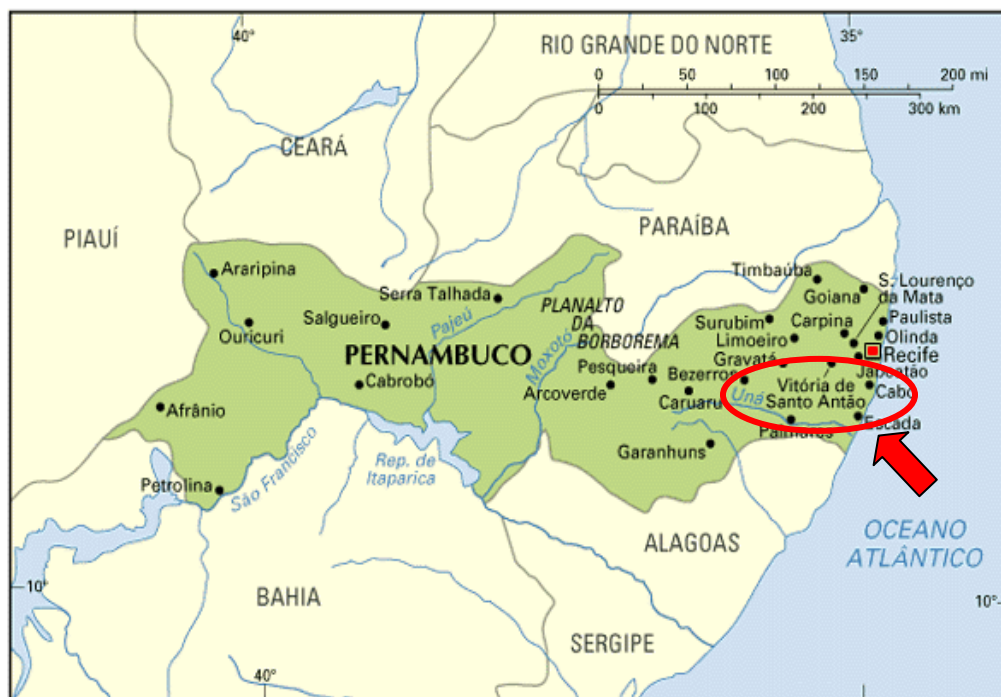 40°
35°
RIO GRANDE DO NORTE
0 50 100 150 200 mi
0 100 200 300 km
CEARÁ
PIAUÍ
PARAÍBA
Araripina
Timbaúba
S. Lourenço
da Mata
Goiana
Serra Talhada
PLANALTO
DA
BORBOREMA
Ouricuri
Salgueiro
Pajeú
Moxotó
Surubim
Carpina
Paulista
Limoeiro
Olinda
PERNAMBUCO
Gravatá
Recife
Pesqueira
Bezerros
Jaboatão
Cabrobó
Arcoverde
Caruaru
Uná
Vitória de
Santo Antão
Cabo
Afrânio
Palmares
Escada
Garanhuns
São Francisco
Rep. de
Itaparica
Petrolina
ALAGOAS
OCEANO
ATLÂNTICO
10°
BAHIA
10°
SERGIPE
40°